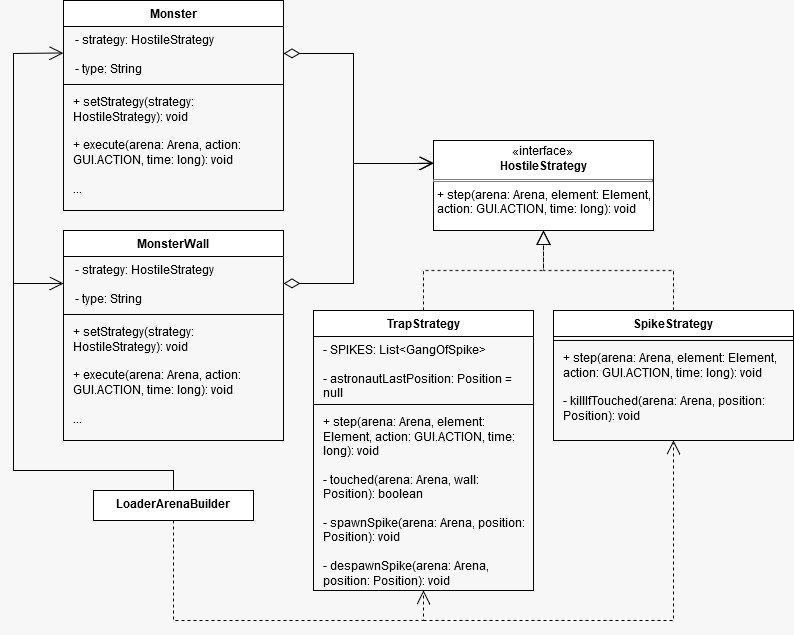 Monster
- strategy: HostileStrategy
- type: String
+ setStrategy(strategy:
HostileStrategy): void
+ execute(arena: Arena, action:
GUI.ACTION, time: long): void
...
MonsterWall
- strategy: HostileStrategy
- type: String
+ setStrategy(strategy:
HostileStrategy): void
+ execute(arena: Arena, action:
GUI.ACTION, time: long): void
...
LoaderArenaBuilder
«interface»
HostileStrategy
+ step(arena: Arena, element: Element,
action: GUI.ACTION, time: long): void
TrapStrategy
- SPIKES: List<GangOfSpike>
- astronautLastPosition: Position =
null
+ step(arena: Arena, element:
Element, action: GUI.ACTION, time:
long): void
- touched(arena: Arena, wall:
Position): boolean
- spawnSpike(arena: Arena, position:
Position): void
- despawnSpike(arena: Arena,
position: Position): void
SpikeStrategy
+ step(arena: Arena, element: Element,
action: GUI.ACTION, time: long): void
- killIfTouched(arena: Arena, position:
Position): void